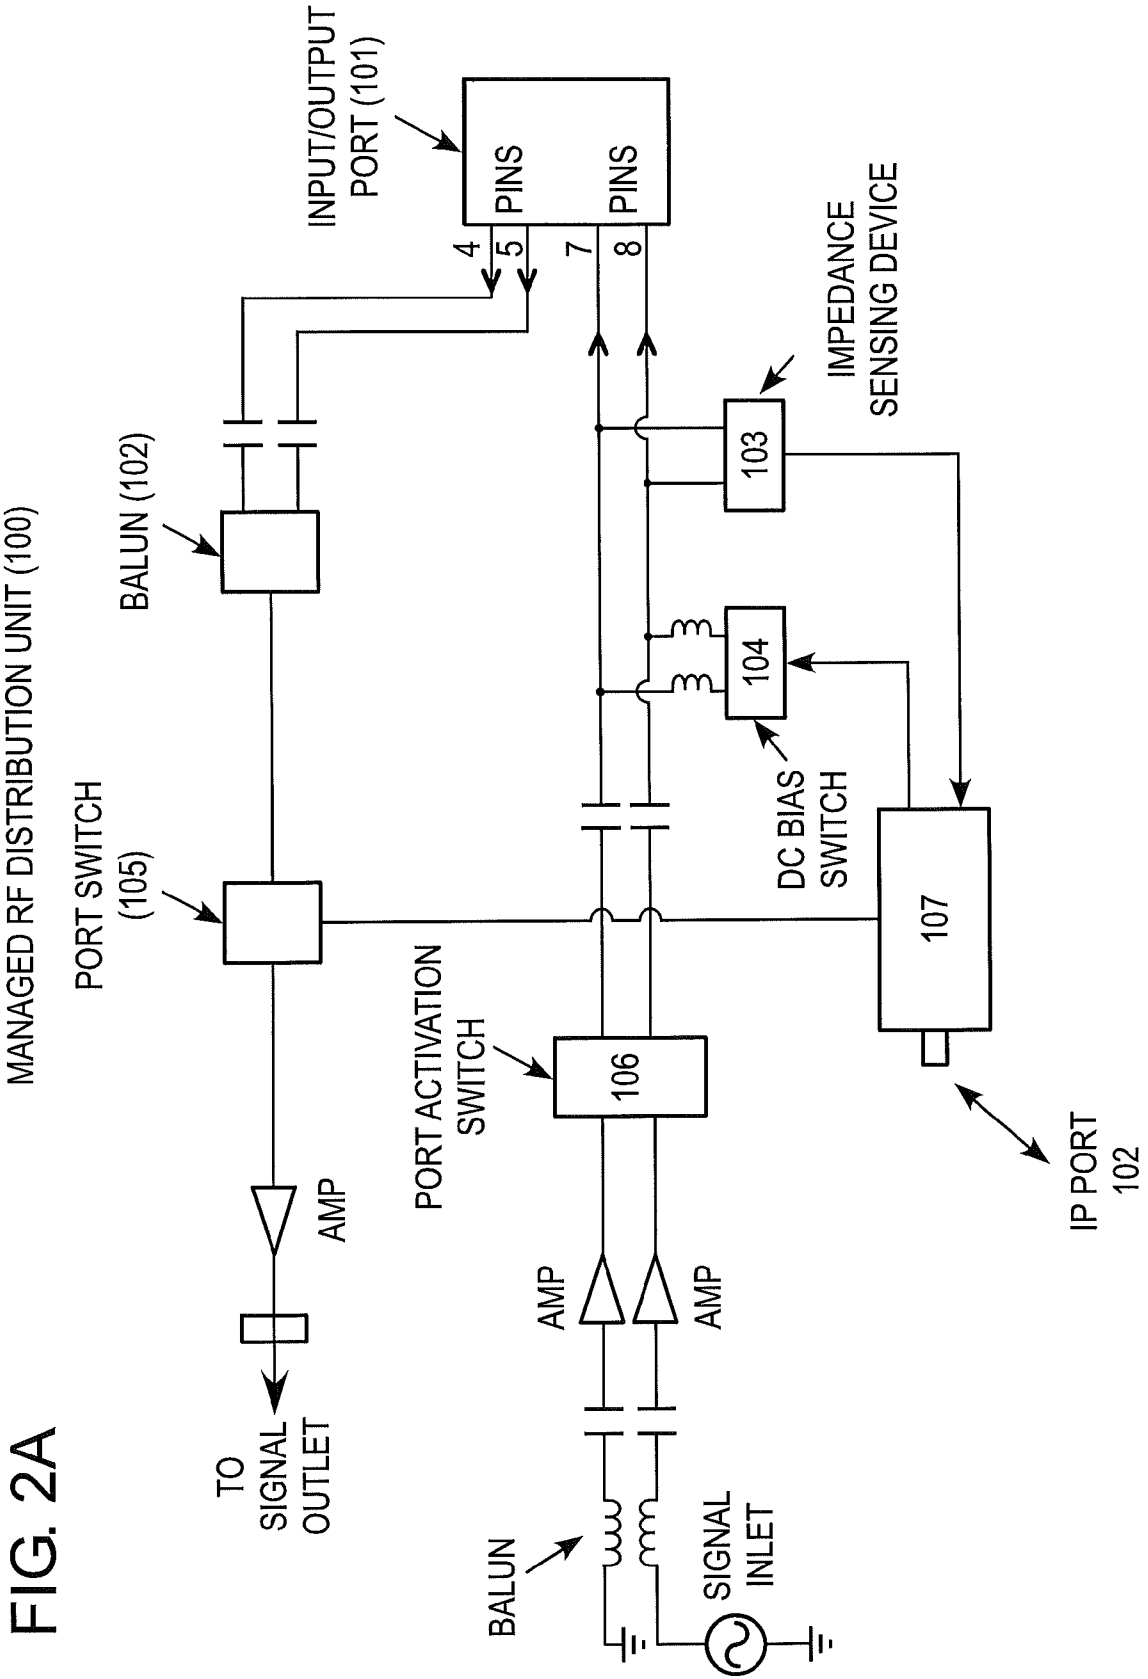 FIG. 2A
MANAGED RF DISTRIBUTION UNIT (100)
TO
SIGNAL
OUTLET
AMP
PORT SWITCH
(105)
BALUN (102)
INPUT/OUTPUT
PORT (101)
PINS
PINS
4
5
7
8
BALUN
SIGNAL
INLET
AMP
AMP
PORT ACTIVATION
SWITCH
106
DC BIAS
SWITCH
104
103
IMPEDANCE
SENSING DEVICE
107
IP PORT
102